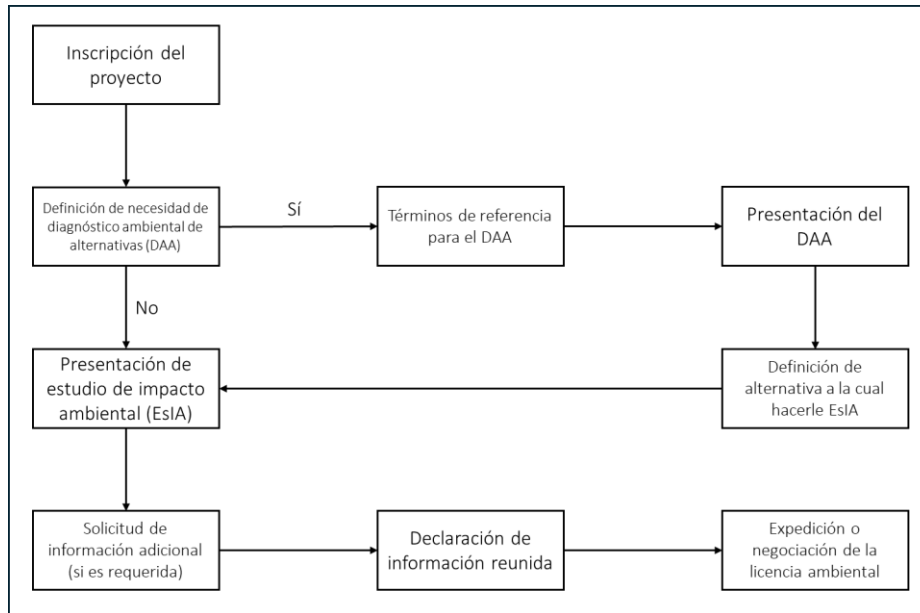 Inscripción del
proyecto
Definición de necesidad de
diagnóstico ambiental de
alternativas (DAA)
Sí
Términos de referencia
para el DAA
Presentación del
DAA
No
Presentación de
estudio de impacto
ambiental (EsIA)
Definición de
alternativa a la cual
hacerle EsIA
Solicitud de
información adicional
(si es requerida)
Declaración de
información reunida
Expedición o
negociación de la
licencia ambiental